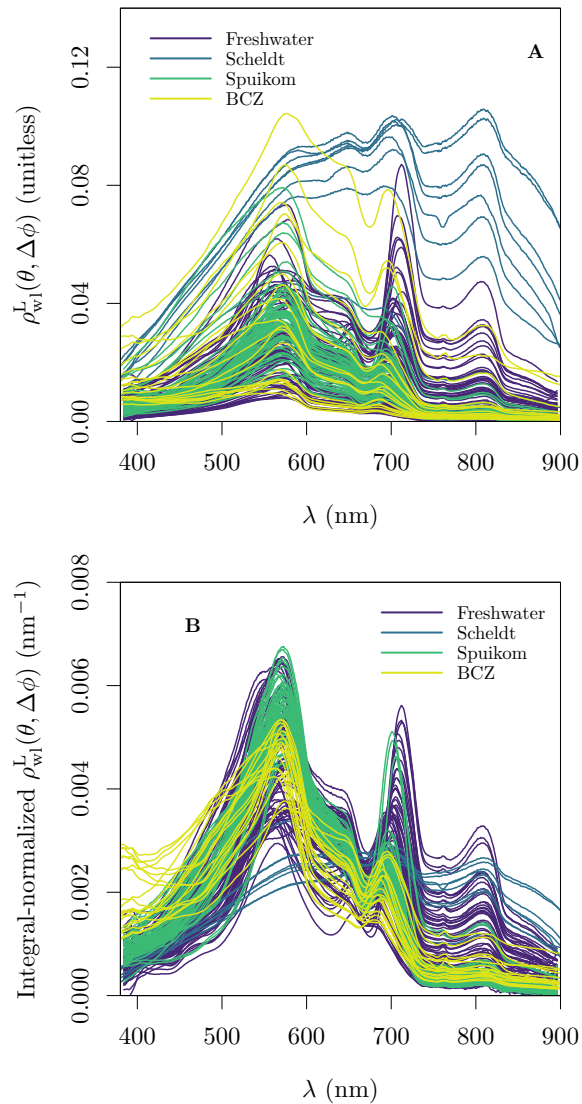 Freshwater
Scheldt
Spuikom
BCZ
A
ρ^L_wl(θ, Δϕ) (unitless)
0.12
0.08
0.04
0.00
400 500 600 700 800 900
λ (nm)
B
Freshwater
Scheldt
Spuikom
BCZ
Integral-normalized ρ^L_wl(θ, Δϕ) (nm⁻¹)
0.008
0.006
0.004
0.002
0.000
400 500 600 700 800 900
λ (nm)